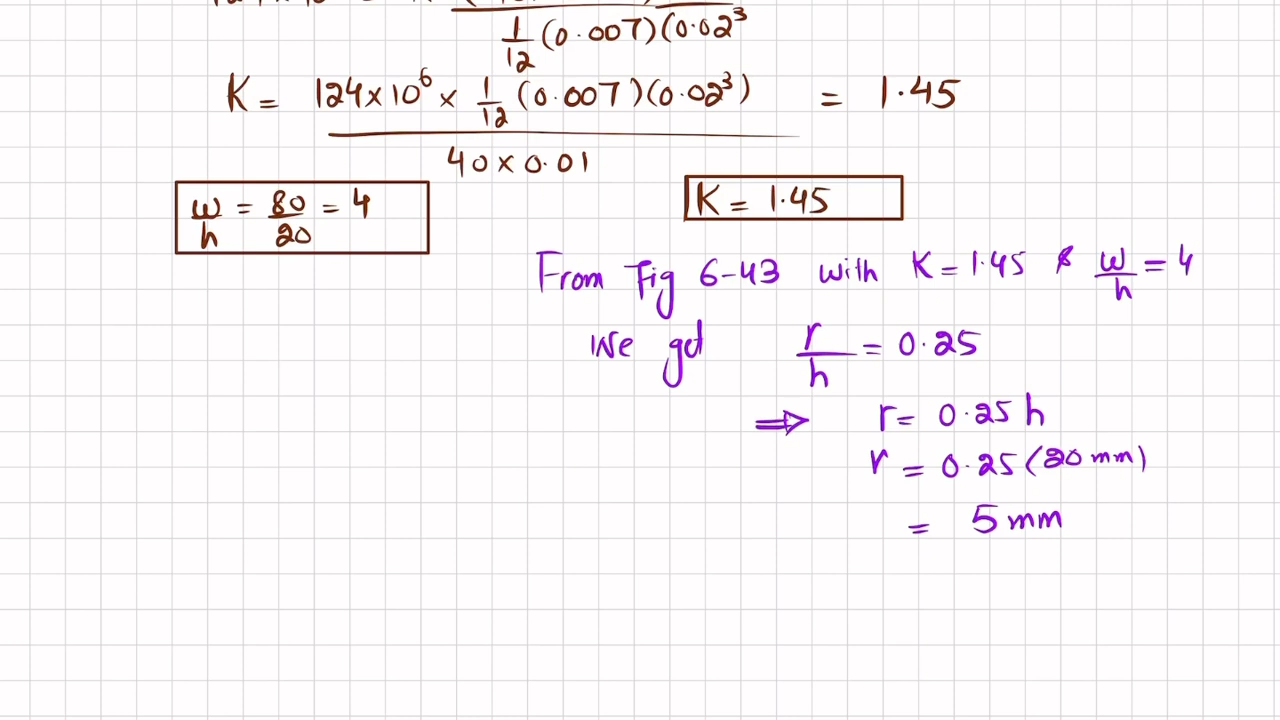 1/12 (0.007)(0.02³
K = 124×10⁶ × 1/12 (0.007)(0.02³) / 40×0.01 = 1.45
w/h = 80/20 = 4
K = 1.45
From Fig 6-43 with K=1.45 & w/h = 4
We get r/h = 0.25
⇒ r = 0.25 h
r = 0.25 (20 mm)
= 5 mm